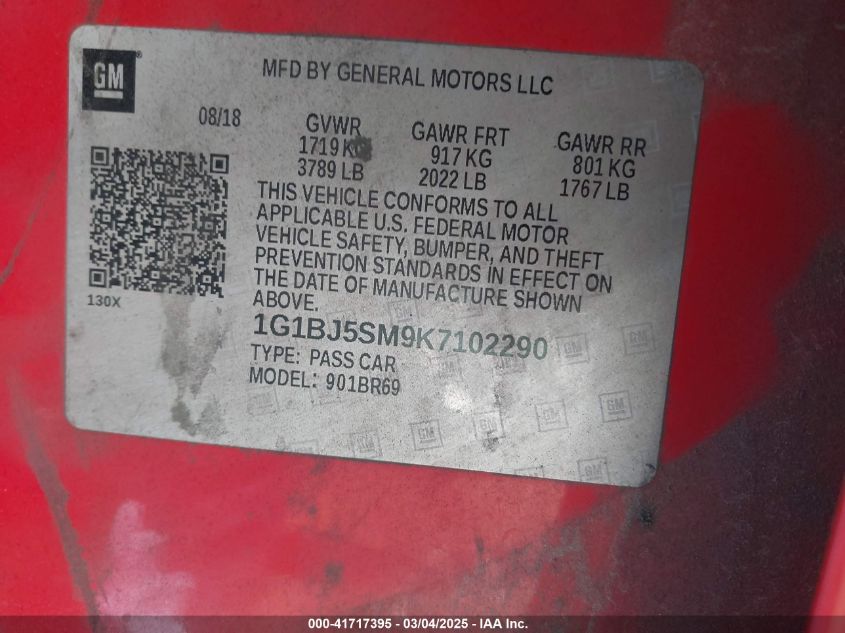 GM
MFD BY GENERAL MOTORS LLC
08/18
GVWR
1719 KG
3789 LB
GAWR FRT
917 KG
2022 LB
GAWR RR
801 KG
1767 LB
130X
THIS VEHICLE CONFORMS TO ALL
APPLICABLE U.S. FEDERAL MOTOR
VEHICLE SAFETY, BUMPER, AND THEFT
PREVENTION STANDARDS IN EFFECT ON
THE DATE OF MANUFACTURE SHOWN
ABOVE.
1G1BJ5SM9K7102290
TYPE: PASS CAR
MODEL: 901BR69
000-41717395 - 03/04/2025 - IAA Inc.